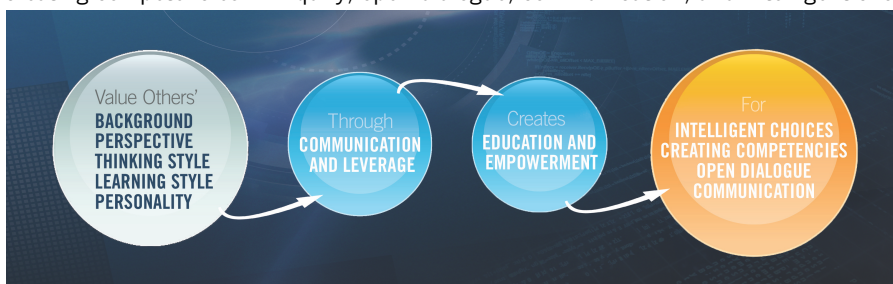 Value Others'
BACKGROUND
PERSPECTIVE
THINKING STYLE
LEARNING STYLE
PERSONALITY
Through
COMMUNICATION
AND LEVERAGE
Creates
EDUCATION AND
EMPOWERMENT
For
INTELLIGENT CHOICES
CREATING COMPETENCIES
OPEN DIALOGUE
COMMUNICATION